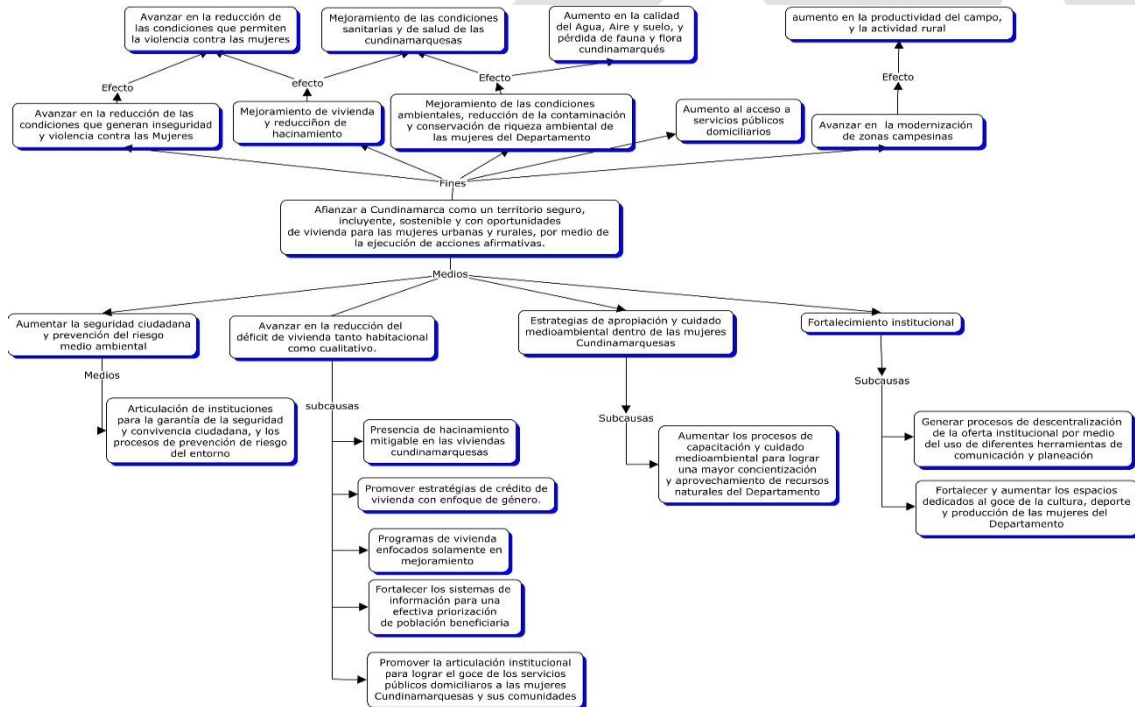 Avanzar en la reducción de
las condiciones que permiten
la violencia contra las mujeres
Mejoramiento de las condiciones
sanitarias y de salud de las
cundinamarquesas
Aumento en la calidad
del Agua, Aire y suelo, y
pérdida de fauna y flora
cundinamarqués
aumento en la productividad del campo,
y la actividad rural
Efecto
efecto
Efecto
Efecto
Avanzar en la reducción de las
condiciones que generan inseguridad
y violencia contra las Mujeres
Mejoramiento de vivienda
y reducciñon de
hacinamiento
Mejoramiento de las condiciones
ambientales, reducción de la contaminación
y conservación de riqueza ambiental de
las mujeres del Departamento
Aumento al acceso a
servicios públicos
domiciliarios
Avanzar en la modernización
de zonas campesinas
Fines
Afianzar a Cundinamarca como un territorio seguro,
incluyente, sostenible y con oportunidades
de vivienda para las mujeres urbanas y rurales, por medio de
la ejecución de acciones afirmativas.
Medios
Aumentar la seguridad ciudadana
y prevención del riesgo
medio ambiental
Avanzar en la reducción del
déficit de vivienda tanto habitacional
como cualitativo.
Estrategias de apropiación y cuidado
medioambiental dentro de las mujeres
Cundinamarquesas
Fortalecimiento institucional
Medios
Articulación de instituciones
para la garantía de la seguridad
y convivencia ciudadana, y los
procesos de prevención de riesgo
del entorno
subcausas
Presencia de hacinamiento
mitigable en las viviendas
cundinamarquesas
Promover estratégias de crédito de
vivienda con enfoque de género.
Programas de vivienda
enfocados solamente en
mejoramiento
Fortalecer los sistemas de
información para una
efectiva priorización
de población beneficiaria
Promover la articulación institucional
para lograr el goce de los servicios
públicos domiciliaros a las mujeres
Cundinamarquesas y sus comunidades
Subcausas
Aumentar los procesos de
capacitación y cuidado
medioambiental para lograr
una mayor concientización
y aprovechamiento de recursos
naturales del Departamento
Subcausas
Generar procesos de descentralización
de la oferta institucional por medio
del uso de diferentes herramientas de
comunicación y planeación
Fortalecer y aumentar los espacios
dedicados al goce de la cultura, deporte
y producción de las mujeres del
Departamento